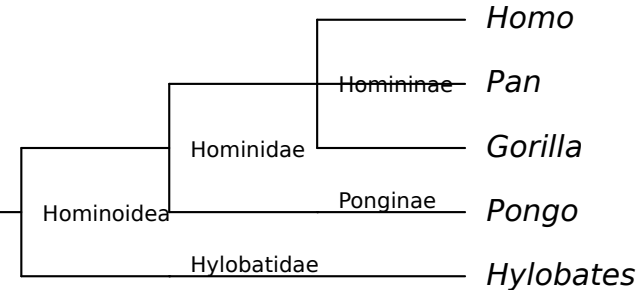 Homo
Homininae
Pan
Hominidae
Gorilla
Ponginae
Hominoidea
Pongo
Hylobatidae
Hylobates